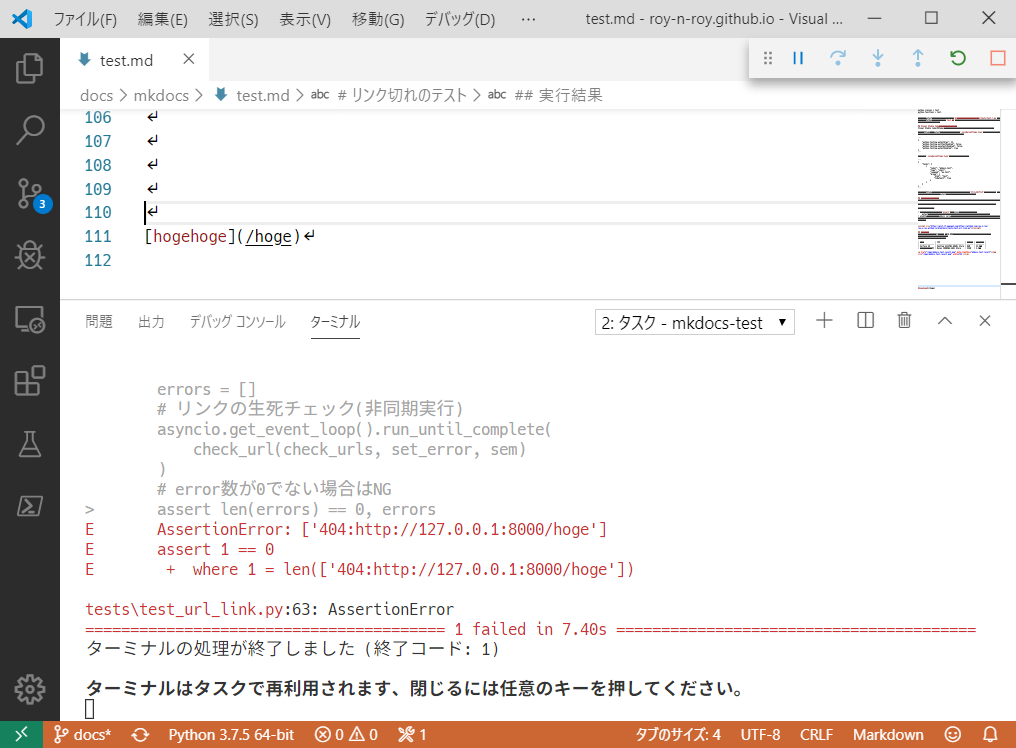 ファイル(F) 編集(E) 選択(S) 表示(V) 移動(G) デバッグ(D) ··· test.md - roy-n-roy.github.io - Visual ...
test.md
docs > mkdocs > test.md > abc # リンク切れのテスト > abc ## 実行結果
106
107
108
109
110
111 [hogehoge](/hoge)
112
3
問題 出力 デバッグ コンソール ターミナル 2: タスク - mkdocs-test
errors = []
# リンクの生死チェック(非同期実行)
asyncio.get_event_loop().run_until_complete(
check_url(check_urls, set_error, sem)
)
# error数が0でない場合はNG
> assert len(errors) == 0, errors
E AssertionError: ['404:http://127.0.0.1:8000/hoge']
E assert 1 == 0
E + where 1 = len(['404:http://127.0.0.1:8000/hoge'])
tests\test_url_link.py:63: AssertionError
======================================== 1 failed in 7.40s ========================================
ターミナルの処理が終了しました (終了コード: 1)
ターミナルはタスクで再利用されます、閉じるには任意のキーを押してください。
docs* Python 3.7.5 64-bit 0 0 1 タブのサイズ: 4 UTF-8 CRLF Markdown